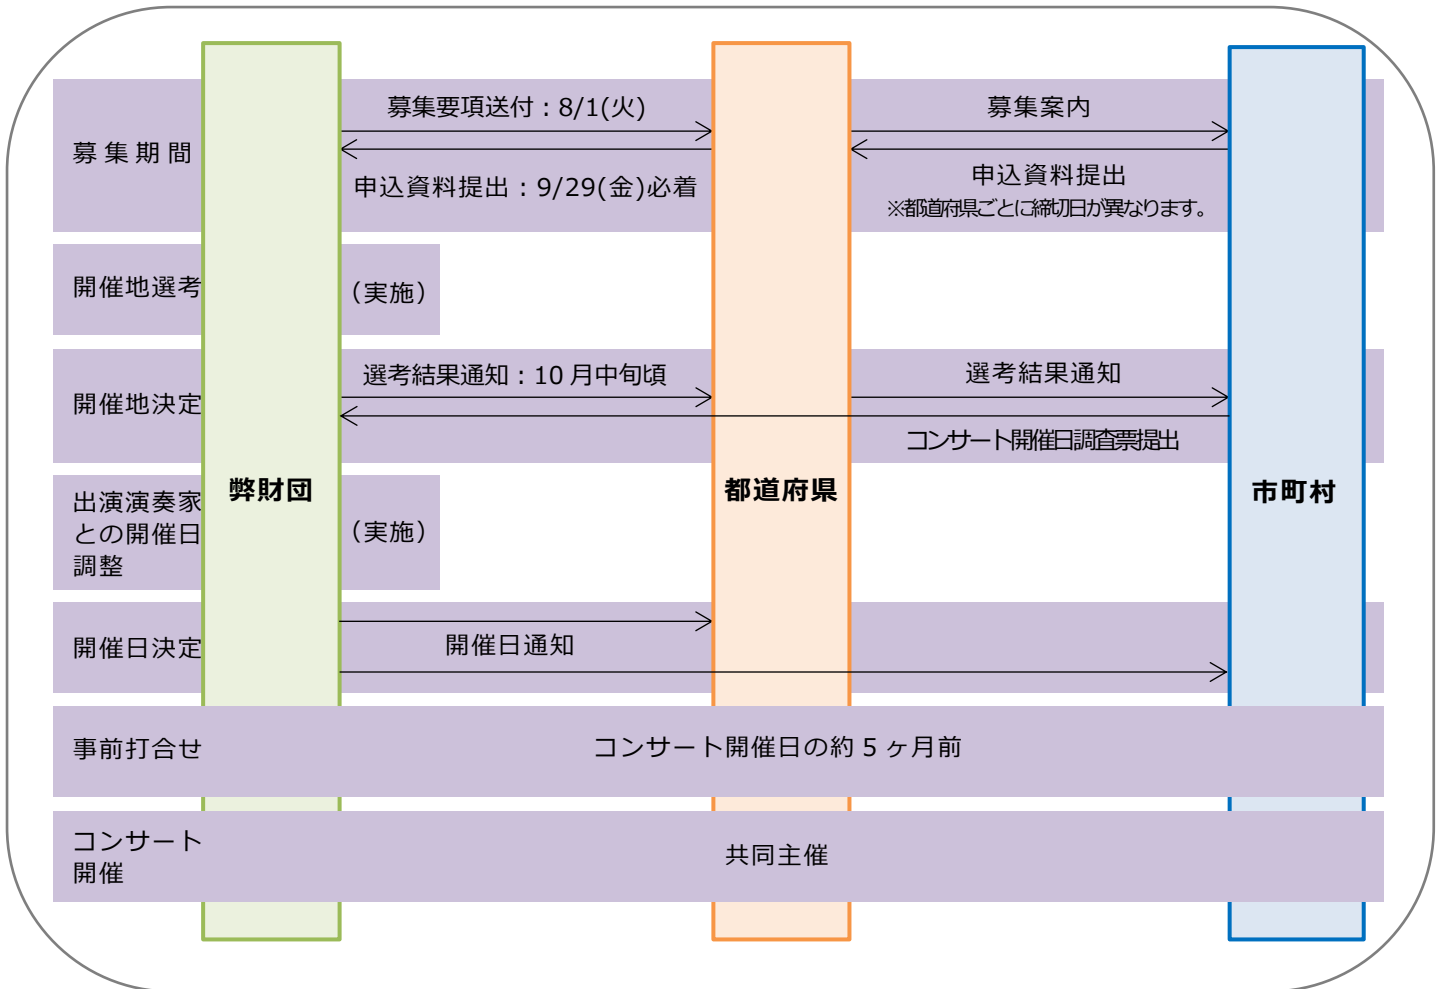 募集要項送付：8/1(火)
募集案内
募集期間
申込資料提出：9/29(金)必着
申込資料提出
※都道府県ごとに締切日が異なります。
開催地選考
（実施）
選考結果通知：10月中旬頃
選考結果通知
開催地決定
コンサート開催日調査票提出
弊財団
都道府県
市町村
出演演奏家
との開催日
調整
（実施）
開催日決定
開催日通知
事前打合せ
コンサート開催日の約5ヶ月前
コンサート
開催
共同主催